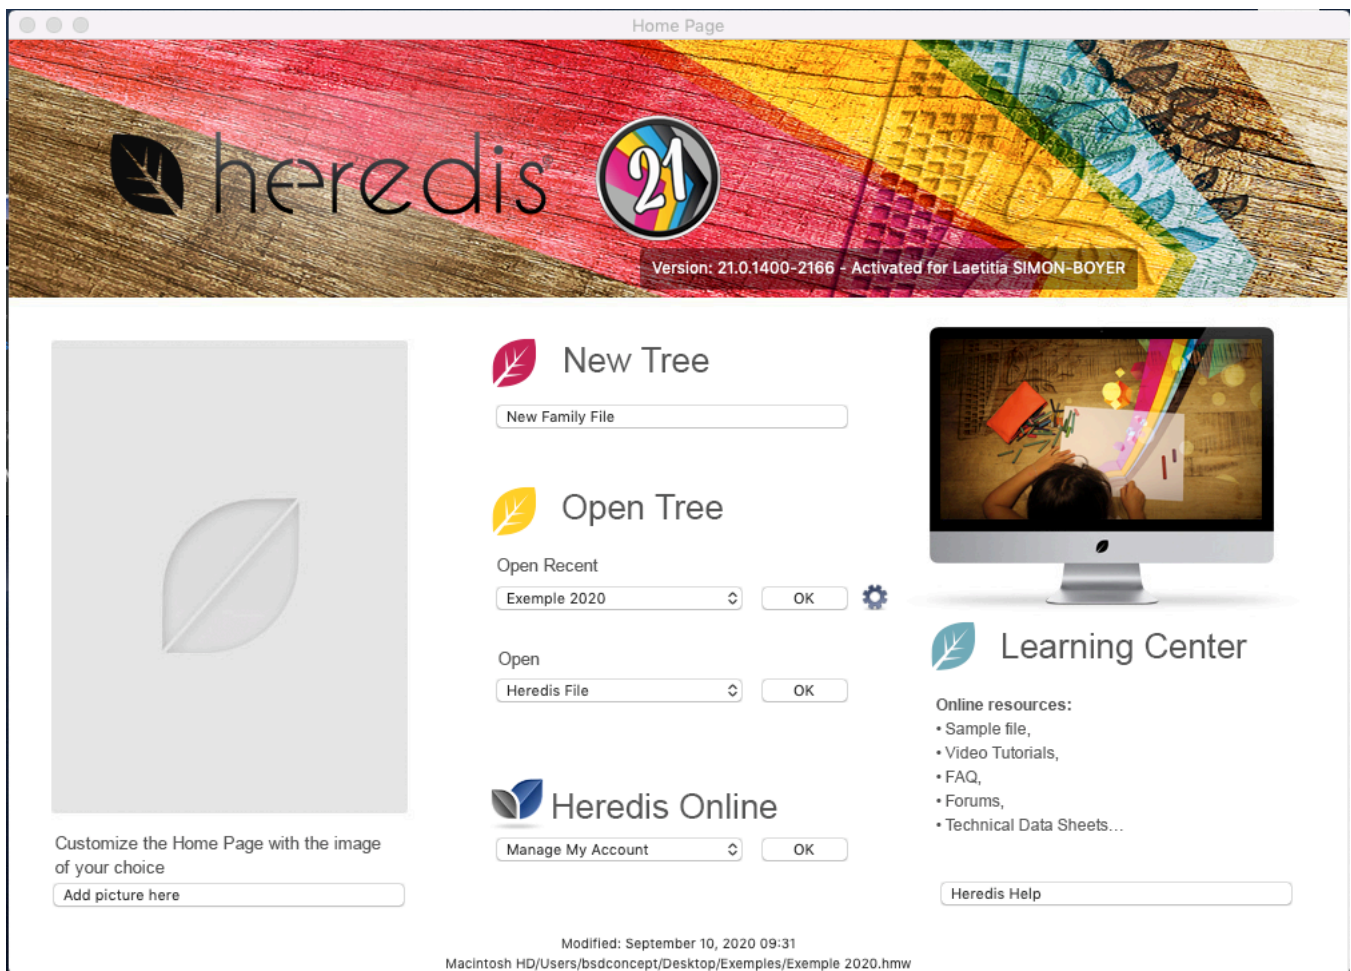 Home Page
heredis
21
Version: 21.0.1400-2166 - Activated for Laetitia SIMON-BOYER
New Tree
New Family File
Open Tree
Open Recent
Exemple 2020
OK
Open
Heredis File
OK
Heredis Online
Manage My Account
OK
Customize the Home Page with the image
of your choice
Add picture here
Learning Center
Online resources:
• Sample file,
• Video Tutorials,
• FAQ,
• Forums,
• Technical Data Sheets...
Heredis Help
Modified: September 10, 2020 09:31
Macintosh HD/Users/bsdconcept/Desktop/Exemples/Exemple 2020.hmw